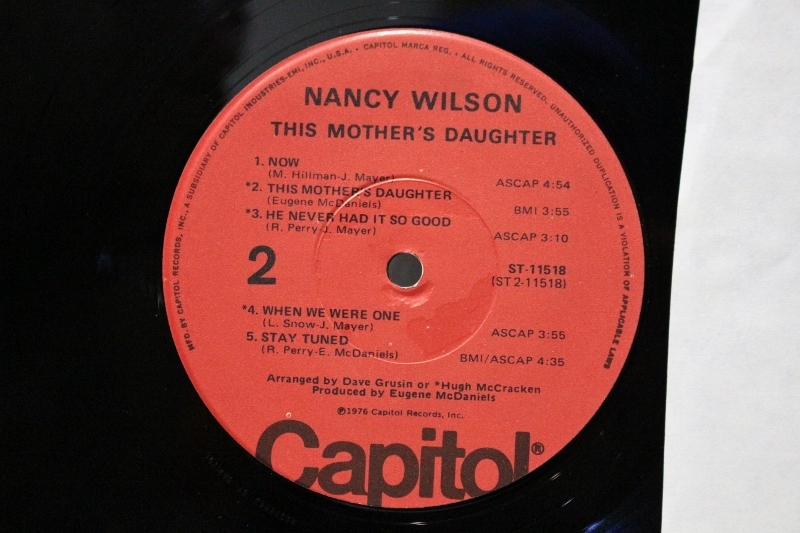 MFD. BY CAPITOL RECORDS, INC., A SUBSIDIARY OF CAPITOL INDUSTRIES-EMI, INC., U.S.A. • CAPITOL MARCA REG. • ALL RIGHTS RESERVED. UNAUTHORIZED DUPLICATION IS A VIOLATION OF APPLICABLE LAWS
NANCY WILSON
THIS MOTHER'S DAUGHTER
1. NOW
(M. Hillman-J. Mayer) ASCAP 4:54
*2. THIS MOTHER'S DAUGHTER
(Eugene McDaniels) BMI 3:55
*3. HE NEVER HAD IT SO GOOD
(R. Perry-J. Mayer) ASCAP 3:10
2
ST-11518
(ST2-11518)
*4. WHEN WE WERE ONE
(L. Snow-J. Mayer) ASCAP 3:55
5. STAY TUNED
(R. Perry-E. McDaniels) BMI/ASCAP 4:35
Arranged by Dave Grusin or *Hugh McCracken
Produced by Eugene McDaniels
℗1976 Capitol Records, Inc.
Capitol®